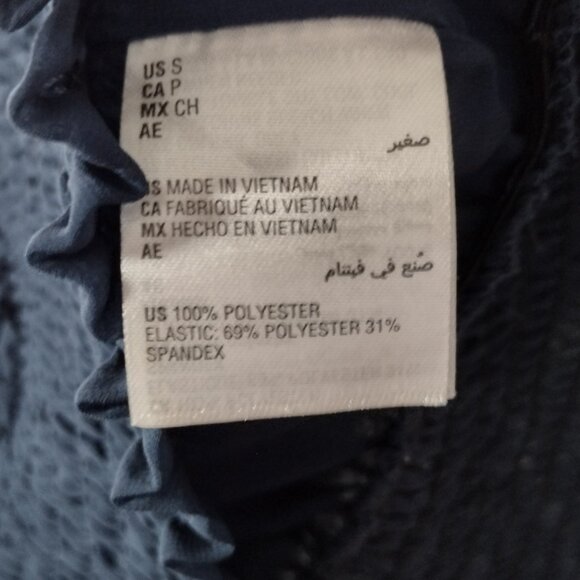 US S
CA P
MX CH
AE
صغير
US MADE IN VIETNAM
CA FABRIQUÉ AU VIETNAM
MX HECHO EN VIETNAM
AE
صُنع في فيتنام
US 100% POLYESTER
ELASTIC: 69% POLYESTER 31%
SPANDEX